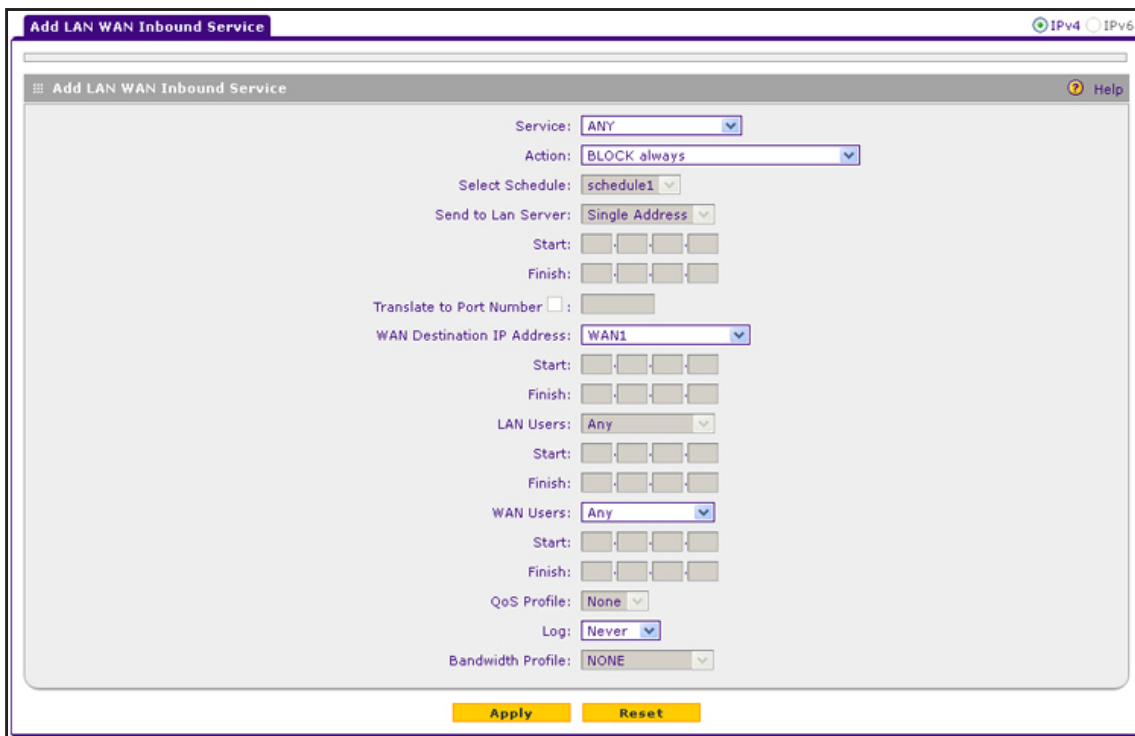 Add LAN WAN Inbound Service
IPv4 IPv6
Add LAN WAN Inbound Service
Help
Service: ANY
Action: BLOCK always
Select Schedule: schedule1
Send to Lan Server: Single Address
Start:
Finish:
Translate to Port Number :
WAN Destination IP Address: WAN1
Start:
Finish:
LAN Users: Any
Start:
Finish:
WAN Users: Any
Start:
Finish:
QoS Profile: None
Log: Never
Bandwidth Profile: NONE
Apply Reset